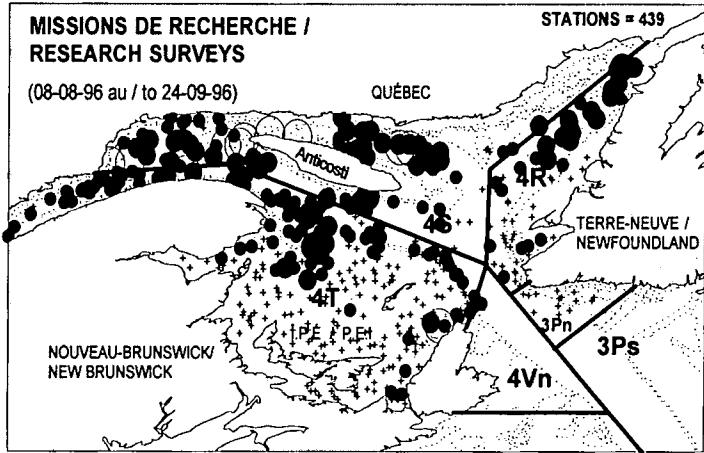 MISSIONS DE RECHERCHE /
RESEARCH SURVEYS
STATIONS = 439
(08-08-96 au / to 24-09-96)
QUÉBEC
Anticosti
4R
4S
TERRE-NEUVE /
NEWFOUNDLAND
4T
3Pn
3Ps
NOUVEAU-BRUNSWICK/
NEW BRUNSWICK
4Vn